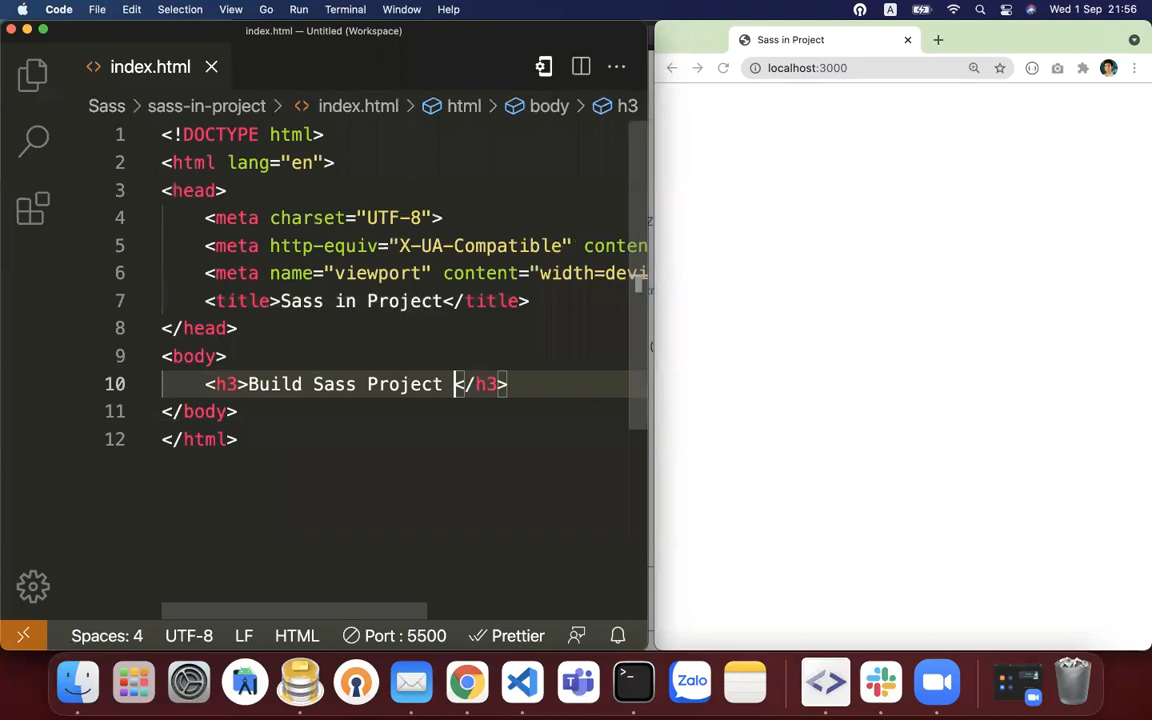 Code File Edit Selection View Go Run Terminal Window Help A Wed 1 Sep 21:56
index.html — Untitled (Workspace)
<> index.html
Sass > sass-in-project > <> index.html > html > body > h3
1 <!DOCTYPE html>
2 <html lang="en">
3 <head>
4 <meta charset="UTF-8">
5 <meta http-equiv="X-UA-Compatible" conten
6 <meta name="viewport" content="width=devi
7 <title>Sass in Project</title>
8 </head>
9 <body>
10 <h3>Build Sass Project </h3>
11 </body>
12 </html>
Spaces: 4 UTF-8 LF HTML Port : 5500 Prettier
Sass in Project
localhost:3000
Zalo